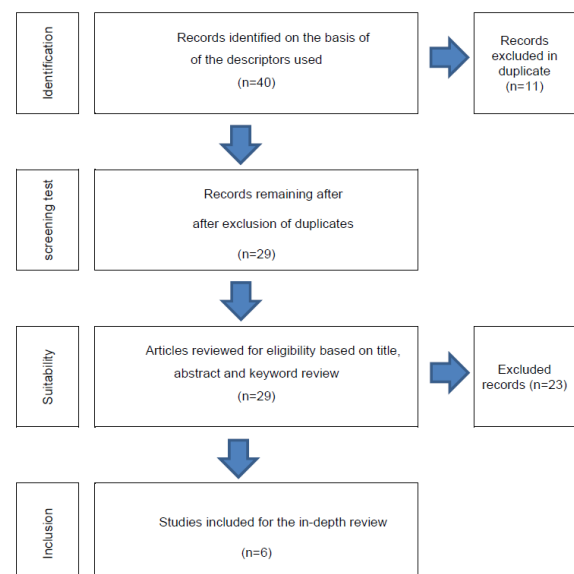 Identification
Records identified on the basis of
of the descriptors used
(n=40)
Records
excluded in
duplicate
(n=11)
screening test
Records remaining after
after exclusion of duplicates
(n=29)
Suitability
Articles reviewed for eligibility based on title,
abstract and keyword review
(n=29)
Excluded
records (n=23)
Inclusion
Studies included for the in-depth review
(n=6)